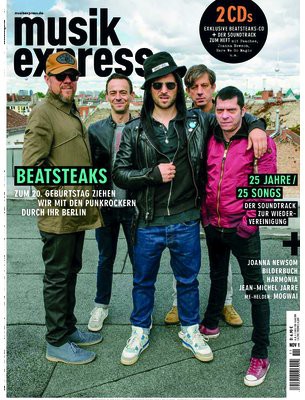 musikexpress.de
musik
express
2 CDs
EXKLUSIVE BEATSTEAKS-CD
+ DER SOUNDTRACK
ZUM HEFT
Joanna Newsom,
BEATSTEAKS
ZUM 20. GEBURTSTAG ZIEHEN
WIR MIT DEN PUNKROCKERN
DURCH IHR BERLIN
25 JAHRE/
25 SONGS
DER SOUNDTRACK
ZUR WIEDER-
VEREINIGUNG
+
JOANNA NEWSOM
BILDERBUCH
HARMONIA
JEAN-MICHEL JARRE
ME-HELDEN: MOGWAI